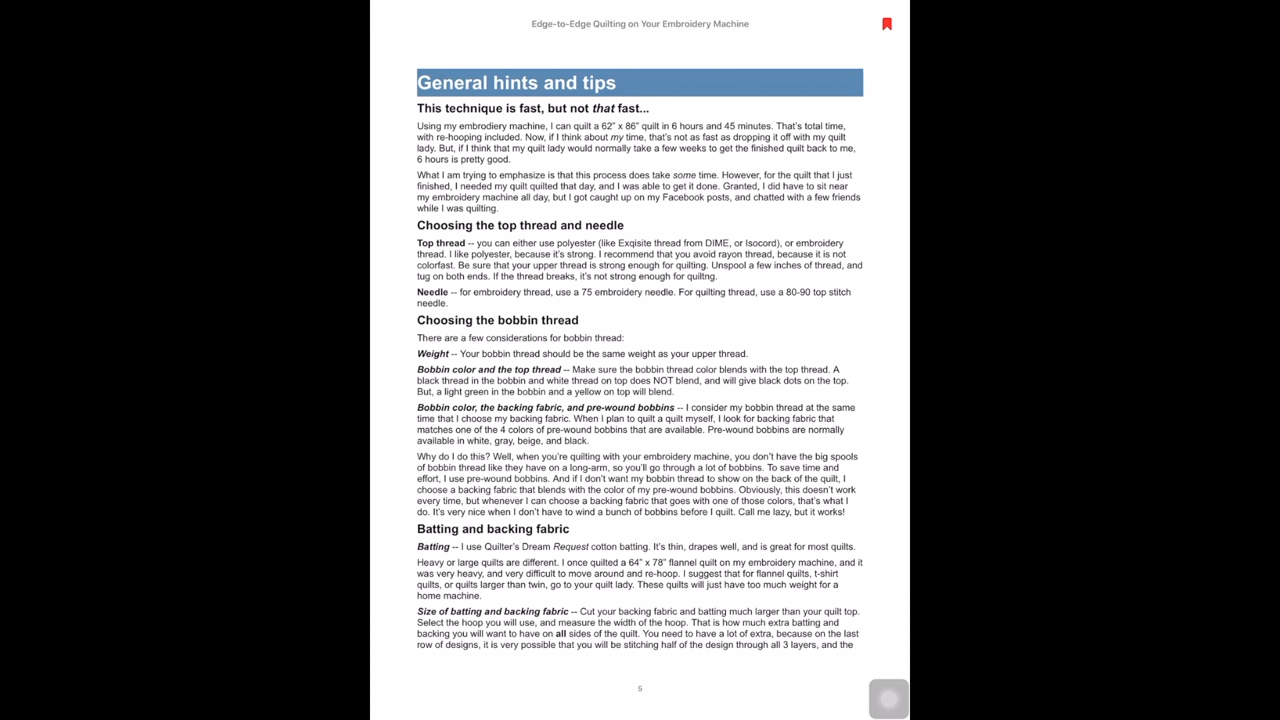 Edge-to-Edge Quilting on Your Embroidery Machine
General hints and tips
This technique is fast, but not that fast...
Using my embrodiery machine, I can quilt a 62” x 86” quilt in 6 hours and 45 minutes. That’s total time,
with re-hooping included. Now, if I think about my time, that’s not as fast as dropping it off with my quilt
lady. But, if I think that my quilt lady would normally take a few weeks to get the finished quilt back to me,
6 hours is pretty good.
What I am trying to emphasize is that this process does take some time. However, for the quilt that I just
finished, I needed my quilt quilted that day, and I was able to get it done. Granted, I did have to sit near
my embroidery machine all day, but I got caught up on my Facebook posts, and chatted with a few friends
while I was quilting.
Choosing the top thread and needle
Top thread -- you can either use polyester (like Exqisite thread from DIME, or Isocord), or embroidery
thread. I like polyester, because it’s strong. I recommend that you avoid rayon thread, because it is not
colorfast. Be sure that your upper thread is strong enough for quilting. Unspool a few inches of thread, and
tug on both ends. If the thread breaks, it’s not strong enough for quiltng.
Needle -- for embroidery thread, use a 75 embroidery needle. For quilting thread, use a 80-90 top stitch
needle.
Choosing the bobbin thread
There are a few considerations for bobbin thread:
Weight -- Your bobbin thread should be the same weight as your upper thread.
Bobbin color and the top thread -- Make sure the bobbin thread color blends with the top thread. A
black thread in the bobbin and white thread on top does NOT blend, and will give black dots on the top.
But, a light green in the bobbin and a yellow on top will blend.
Bobbin color, the backing fabric, and pre-wound bobbins -- I consider my bobbin thread at the same
time that I choose my backing fabric. When I plan to quilt a quilt myself, I look for backing fabric that
matches one of the 4 colors of pre-wound bobbins that are available. Pre-wound bobbins are normally
available in white, gray, beige, and black.
Why do I do this? Well, when you’re quilting with your embroidery machine, you don’t have the big spools
of bobbin thread like they have on a long-arm, so you’ll go through a lot of bobbins. To save time and
effort, I use pre-wound bobbins. And if I don’t want my bobbin thread to show on the back of the quilt, I
choose a backing fabric that blends with the color of my pre-wound bobbins. Obviously, this doesn’t work
every time, but whenever I can choose a backing fabric that goes with one of those colors, that’s what I
do. It’s very nice when I don’t have to wind a bunch of bobbins before I quilt. Call me lazy, but it works!
Batting and backing fabric
Batting -- I use Quilter’s Dream Request cotton batting. It’s thin, drapes well, and is great for most quilts.
Heavy or large quilts are different. I once quilted a 64” x 78” flannel quilt on my embroidery machine, and it
was very heavy, and very difficult to move around and re-hoop. I suggest that for flannel quilts, t-shirt
quilts, or quilts larger than twin, go to your quilt lady. These quilts will just have too much weight for a
home machine.
Size of batting and backing fabric -- Cut your backing fabric and batting much larger than your quilt top.
Select the hoop you will use, and measure the width of the hoop. That is how much extra batting and
backing you will want to have on all sides of the quilt. You need to have a lot of extra, because on the last
row of designs, it is very possible that you will be stitching half of the design through all 3 layers, and the
5